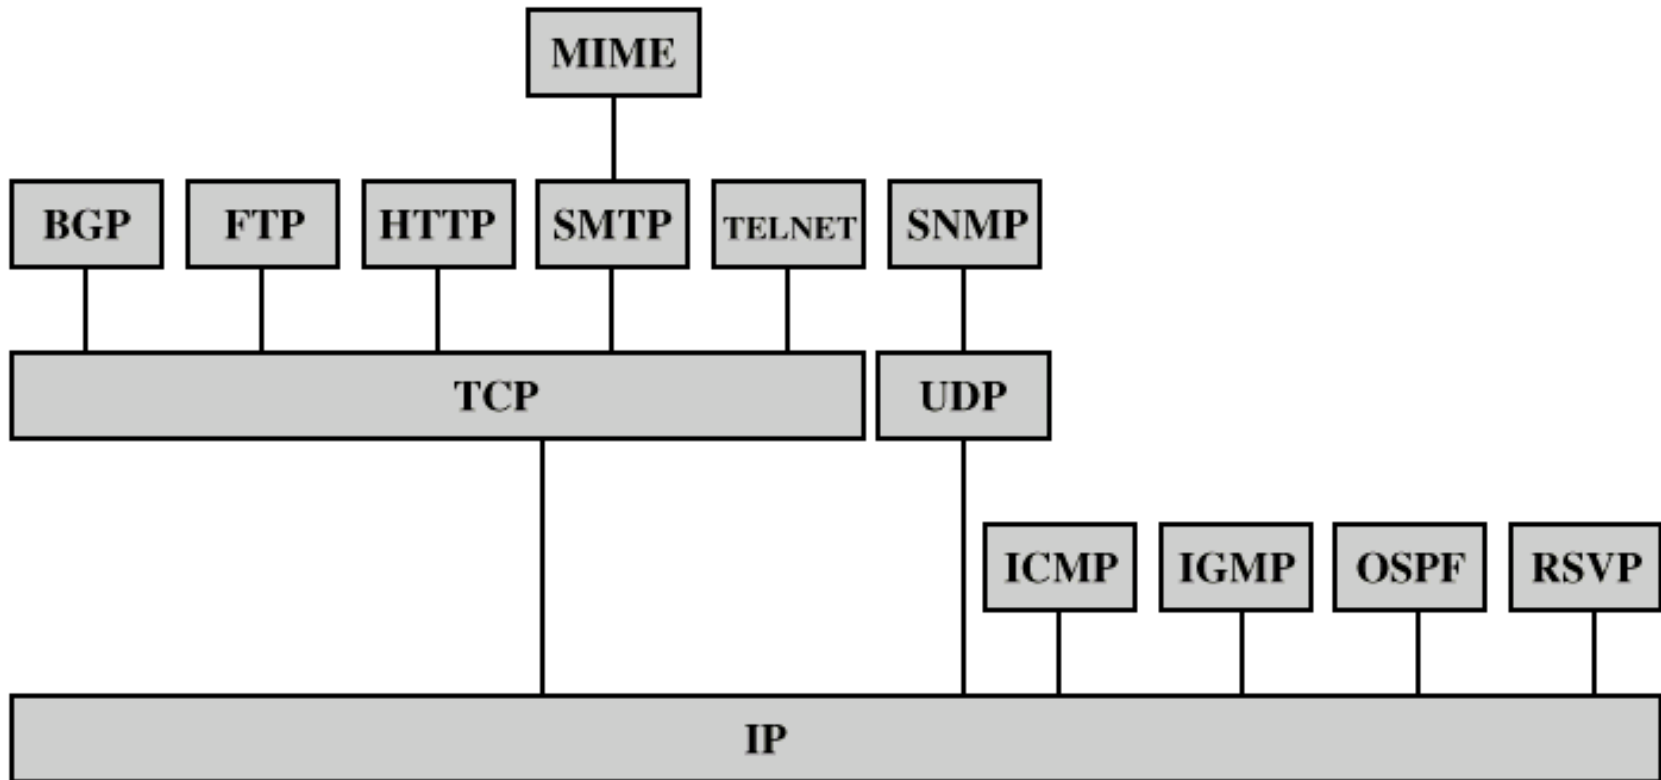 MIME
BGP FTP HTTP SMTP TELNET SNMP
TCP UDP
ICMP IGMP OSPF RSVP
IP